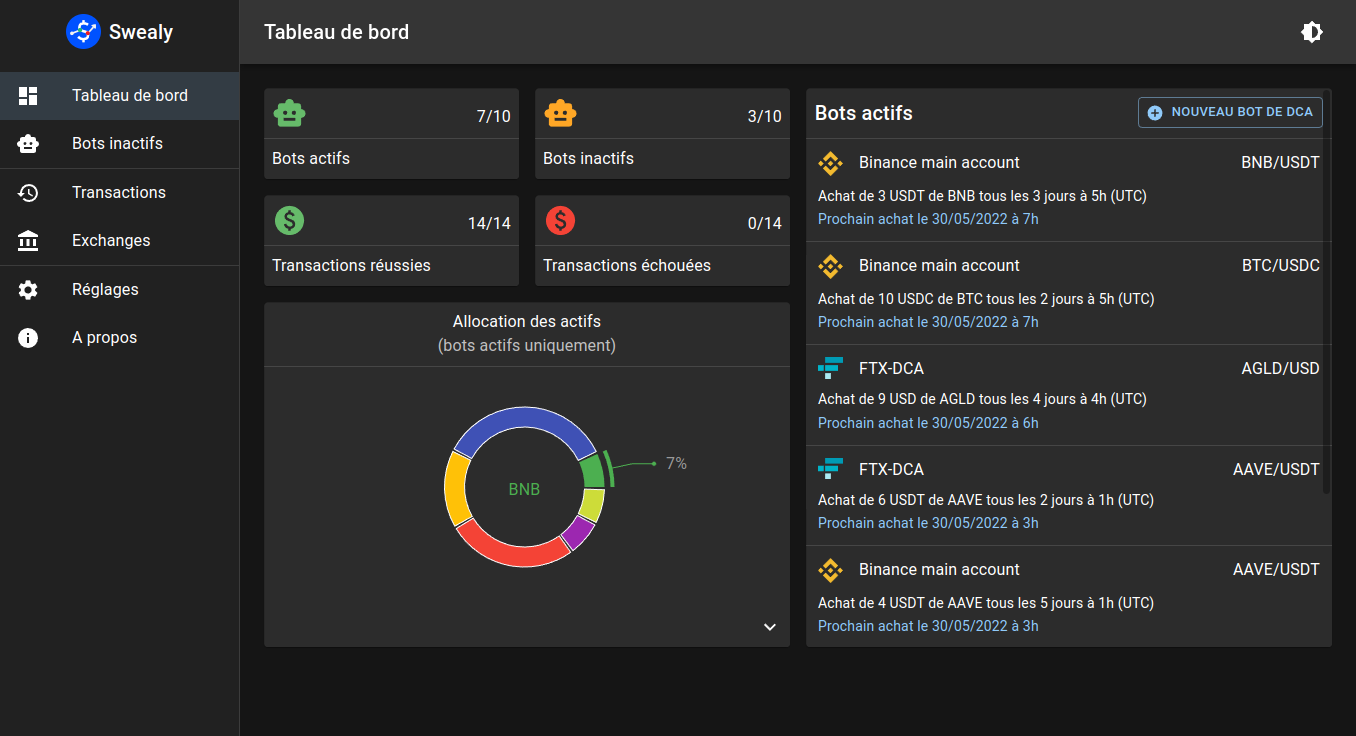 Swealy
Tableau de bord
Bots inactifs
Transactions
Exchanges
Réglages
A propos
Tableau de bord
7/10
Bots actifs
3/10
Bots inactifs
14/14
Transactions réussies
0/14
Transactions échouées
Allocation des actifs
(bots actifs uniquement)
BNB
7%
Bots actifs
NOUVEAU BOT DE DCA
Binance main account BNB/USDT
Achat de 3 USDT de BNB tous les 3 jours à 5h (UTC)
Prochain achat le 30/05/2022 à 7h
Binance main account BTC/USDC
Achat de 10 USDC de BTC tous les 2 jours à 5h (UTC)
Prochain achat le 30/05/2022 à 7h
FTX-DCA AGLD/USD
Achat de 9 USD de AGLD tous les 4 jours à 4h (UTC)
Prochain achat le 30/05/2022 à 6h
FTX-DCA AAVE/USDT
Achat de 6 USDT de AAVE tous les 2 jours à 1h (UTC)
Prochain achat le 30/05/2022 à 3h
Binance main account AAVE/USDT
Achat de 4 USDT de AAVE tous les 5 jours à 1h (UTC)
Prochain achat le 30/05/2022 à 3h